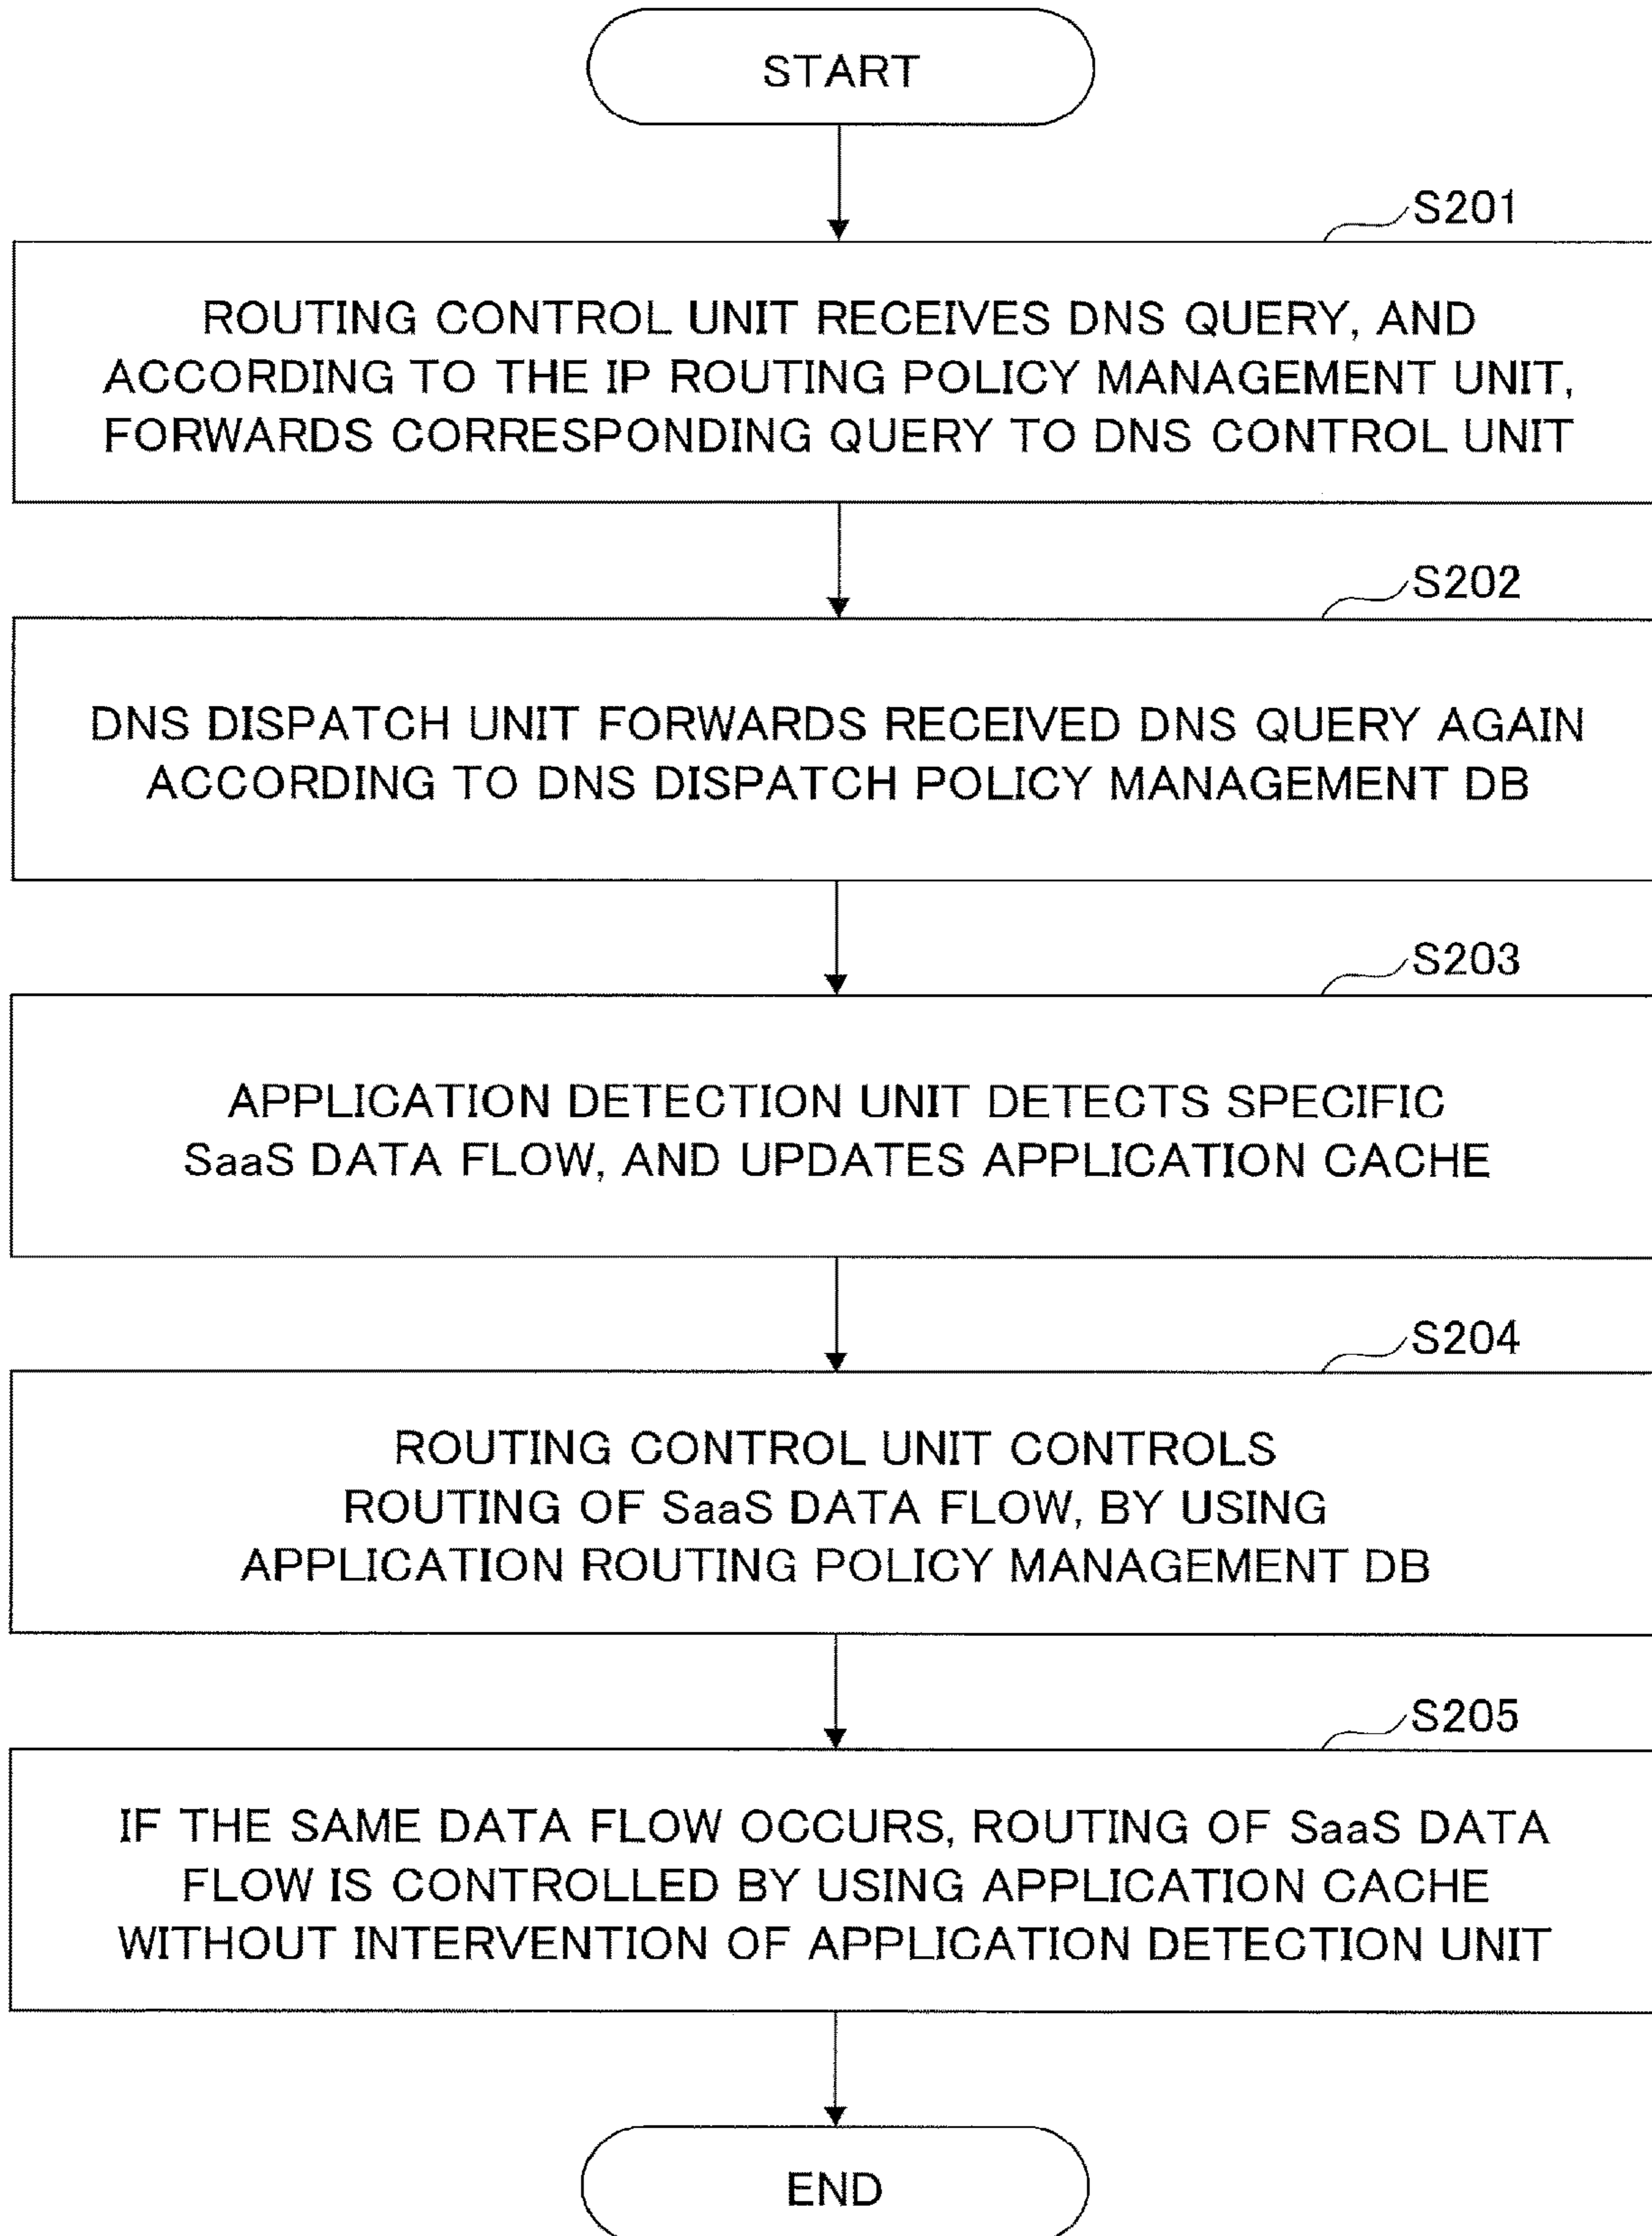 START
S201
ROUTING CONTROL UNIT RECEIVES DNS QUERY, AND
ACCORDING TO THE IP ROUTING POLICY MANAGEMENT UNIT,
FORWARDS CORRESPONDING QUERY TO DNS CONTROL UNIT
S202
DNS DISPATCH UNIT FORWARDS RECEIVED DNS QUERY AGAIN
ACCORDING TO DNS DISPATCH POLICY MANAGEMENT DB
S203
APPLICATION DETECTION UNIT DETECTS SPECIFIC
SaaS DATA FLOW, AND UPDATES APPLICATION CACHE
S204
ROUTING CONTROL UNIT CONTROLS
ROUTING OF SaaS DATA FLOW, BY USING
APPLICATION ROUTING POLICY MANAGEMENT DB
S205
IF THE SAME DATA FLOW OCCURS, ROUTING OF SaaS DATA
FLOW IS CONTROLLED BY USING APPLICATION CACHE
WITHOUT INTERVENTION OF APPLICATION DETECTION UNIT
END